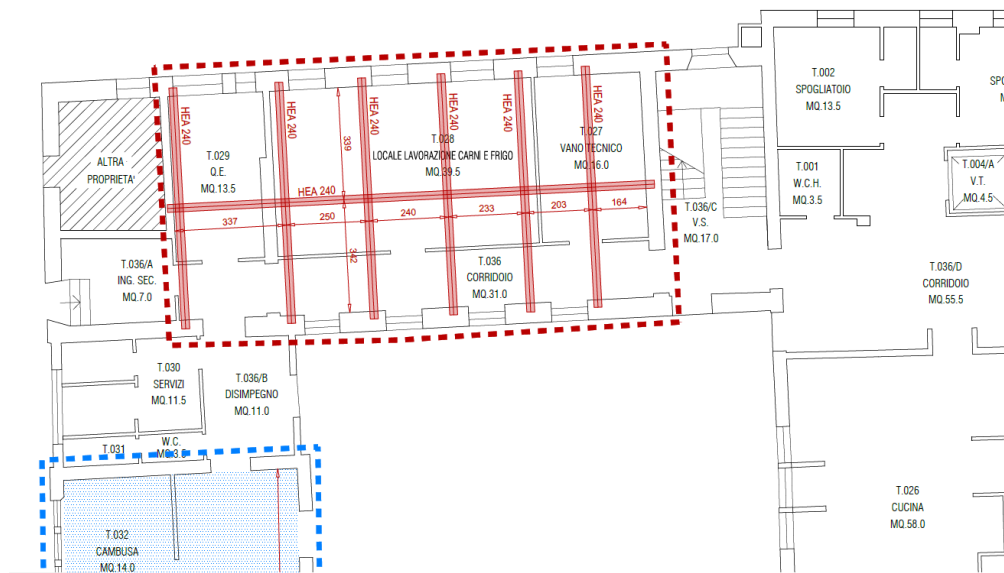 T.002
SPOGLIATOIO
MQ.13.5
SPO
T.001
W.C.H.
MQ.3.5
T.004/A
V.T.
MQ.4.5
ALTRA
PROPRIETA'
HEA 240
HEA 240
HEA 240
HEA 240
HEA 240
HEA 240
T.029
Q.E.
MQ.13.5
339
T.028
LOCALE LAVORAZIONE CARNI E FRIGO
MQ.39.5
T.027
VANO TECNICO
MQ.16.0
HEA 240
337
250
240
233
203
164
342
T.036/C
V.S.
MQ.17.0
T.036/A
ING. SEC.
MQ.7.0
T.036
CORRIDOIO
MQ.31.0
T.036/D
CORRIDOIO
MQ.55.5
T.030
SERVIZI
MQ.11.5
T.036/B
DISIMPEGNO
MQ.11.0
T.031
W.C.
MQ.3.5
T.026
CUCINA
MQ.58.0
T.032
CAMBUSA
MQ.14.0